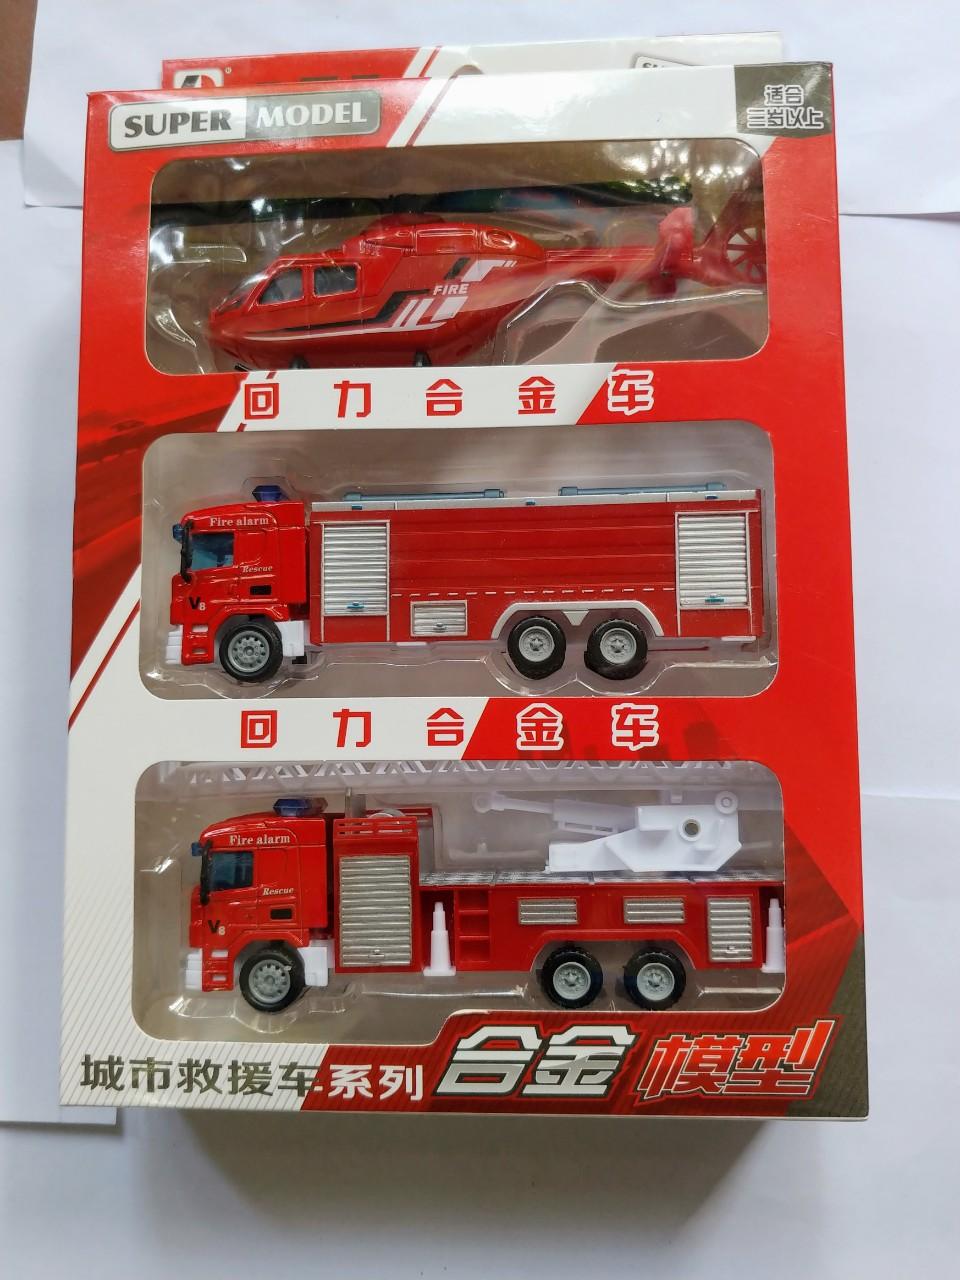 SUPER MODEL
适合
三岁以上
FIRE
回力合金车
Fire alarm
Rescue
V8
回力合金车
Fire alarm
Rescue
V8
城市救援车系列 合金 模型